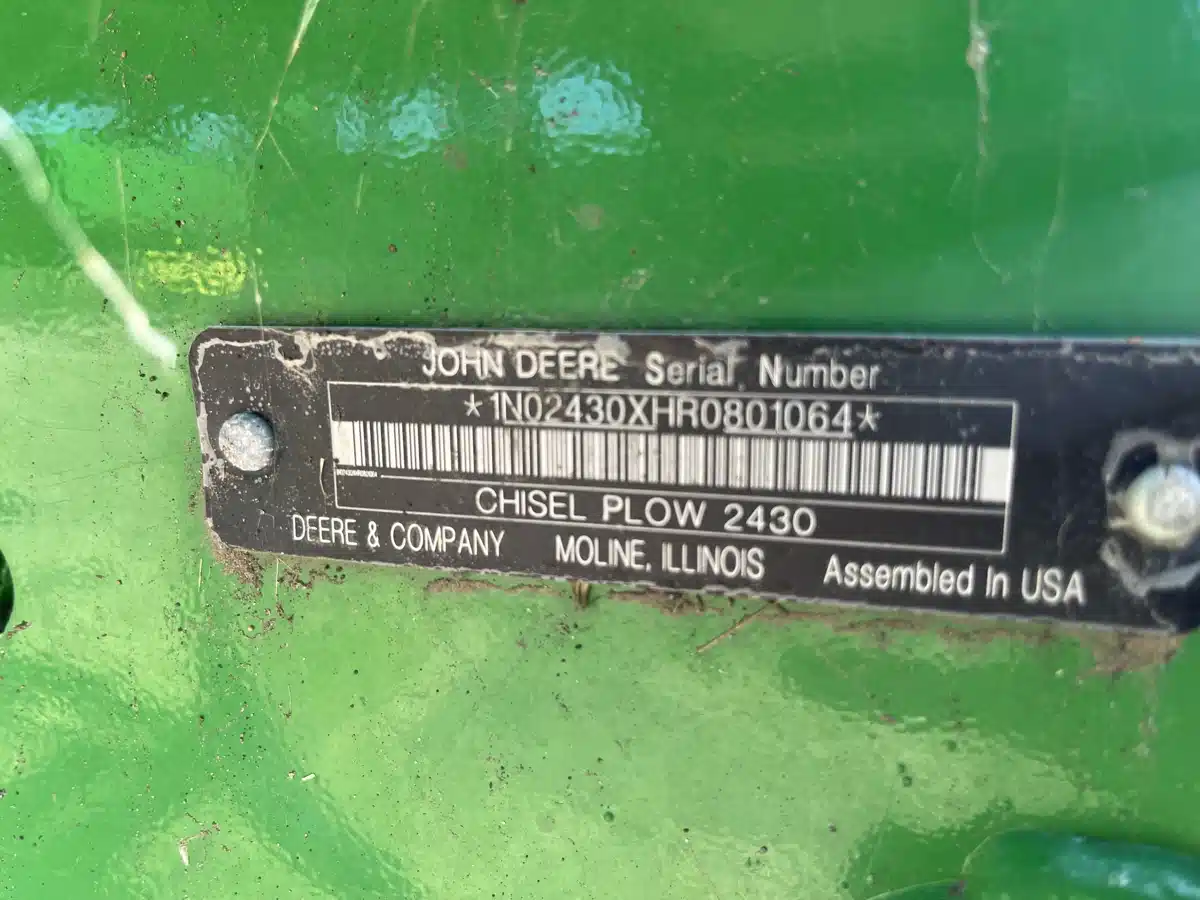 JOHN DEERE Serial Number
*1N02430XHR0801064*
CHISEL PLOW 2430
DEERE & COMPANY MOLINE, ILLINOIS Assembled In USA